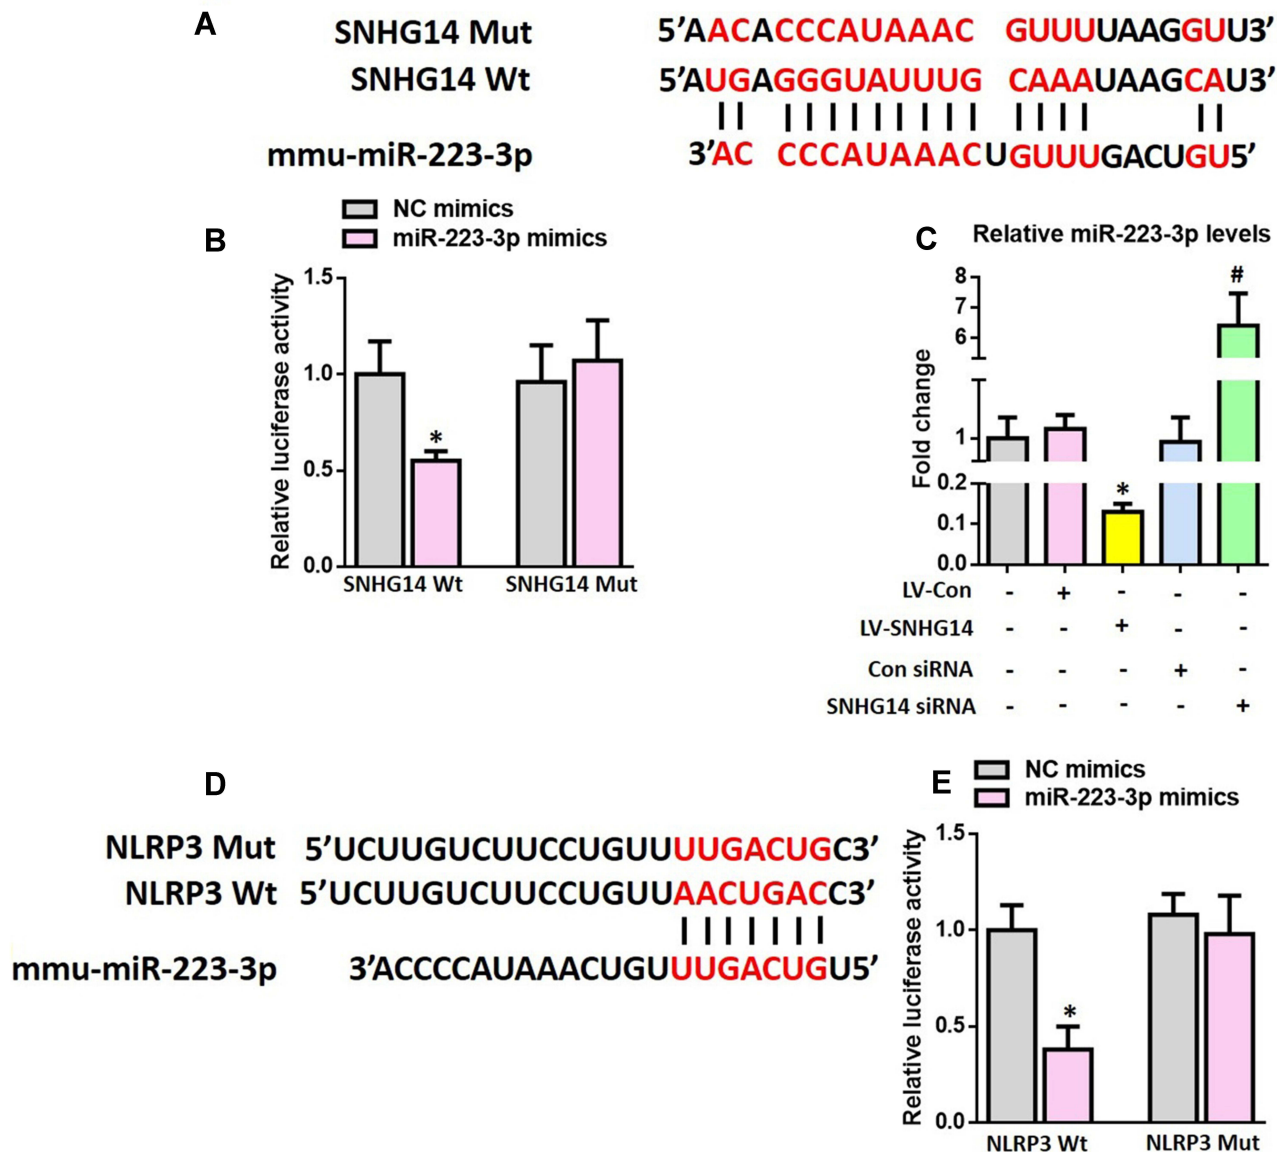 A
SNHG14 Mut 5'AACACCCAUAAAC GUUUUAAGGUU3'
SNHG14 Wt 5'AUGAGGGUAUUUG CAAAUAAGCAU3'
mmu-miR-223-3p 3'AC CCCAUAAACUGUUUGACUGU5'
B
NC mimics
miR-223-3p mimics
Relative luciferase activity
1.5
1.0
0.5
0.0
*
SNHG14 Wt SNHG14 Mut
C
Relative miR-223-3p levels
Fold change
8
7
6
1
0.2
0.1
0.0
*
#
LV-Con - + - - -
LV-SNHG14 - - + - -
Con siRNA - - - + -
SNHG14 siRNA - - - - +
D
NLRP3 Mut 5'UCUUGUCUUCCUGUUUUGACUGC3'
NLRP3 Wt 5'UCUUGUCUUCCUGUUAACUGACC3'
mmu-miR-223-3p 3'ACCCCAUAAACUGUUUGACUGU5'
E
NC mimics
miR-223-3p mimics
Relative luciferase activity
1.5
1.0
0.5
0.0
*
NLRP3 Wt NLRP3 Mut